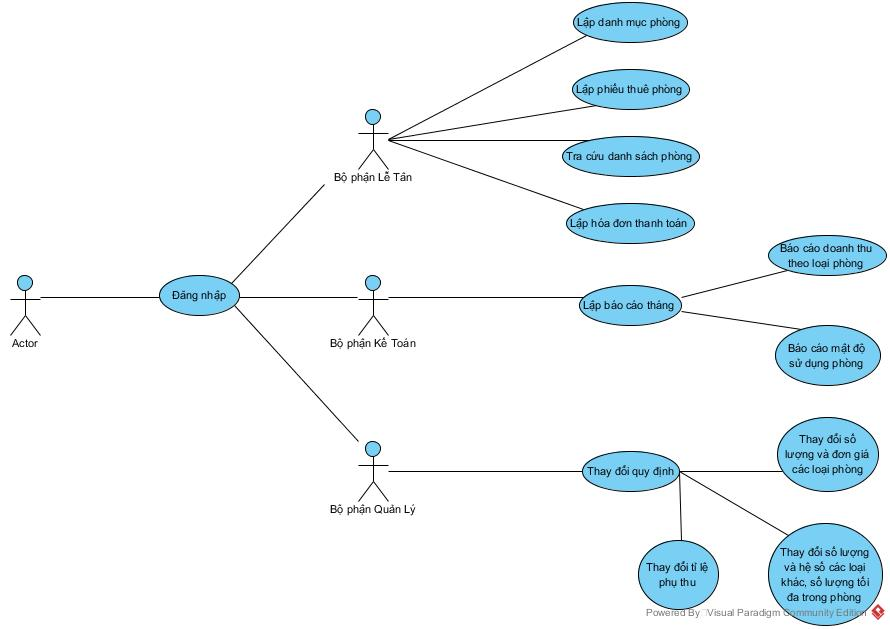 Lập danh mục phòng
Lập phiếu thuê phòng
Tra cứu danh sách phòng
Bộ phận Lễ Tân
Lập hóa đơn thanh toán
Báo cáo doanh thu
theo loại phòng
Đăng nhập
Lập báo cáo tháng
Actor
Bộ phận Kế Toán
Báo cáo mật độ
sử dụng phòng
Thay đổi số
lượng và đơn giá
các loại phòng
Thay đổi quy định
Bộ phận Quản Lý
Thay đổi tỉ lệ
phụ thu
Thay đổi số lượng
và hệ số các loại
khác, số lượng tối
đa trong phòng
Powered By Visual Paradigm Community Edition